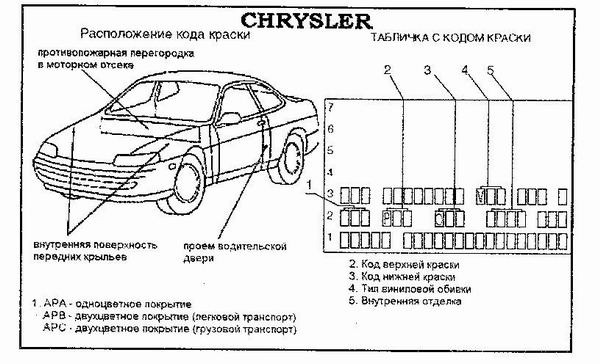 CHRYSLER
Расположение кода краски
ТАБЛИЧКА С КОДОМ КРАСКИ
противопожарная перегородка
в моторном отсеке
2 3 4 5
7
6
5
4
3
2
1
1
внутренняя поверхность
передних крыльев
проем водительской
двери
2. Код верхней краски
3. Код нижней краски
4. Тип виниловой обивки
5. Внутренняя отделка
1. APA - одноцветное покрытие
APB - двухцветное покрытие (легковой транспорт)
APC - двухцветное покрытие (грузовой транспорт)